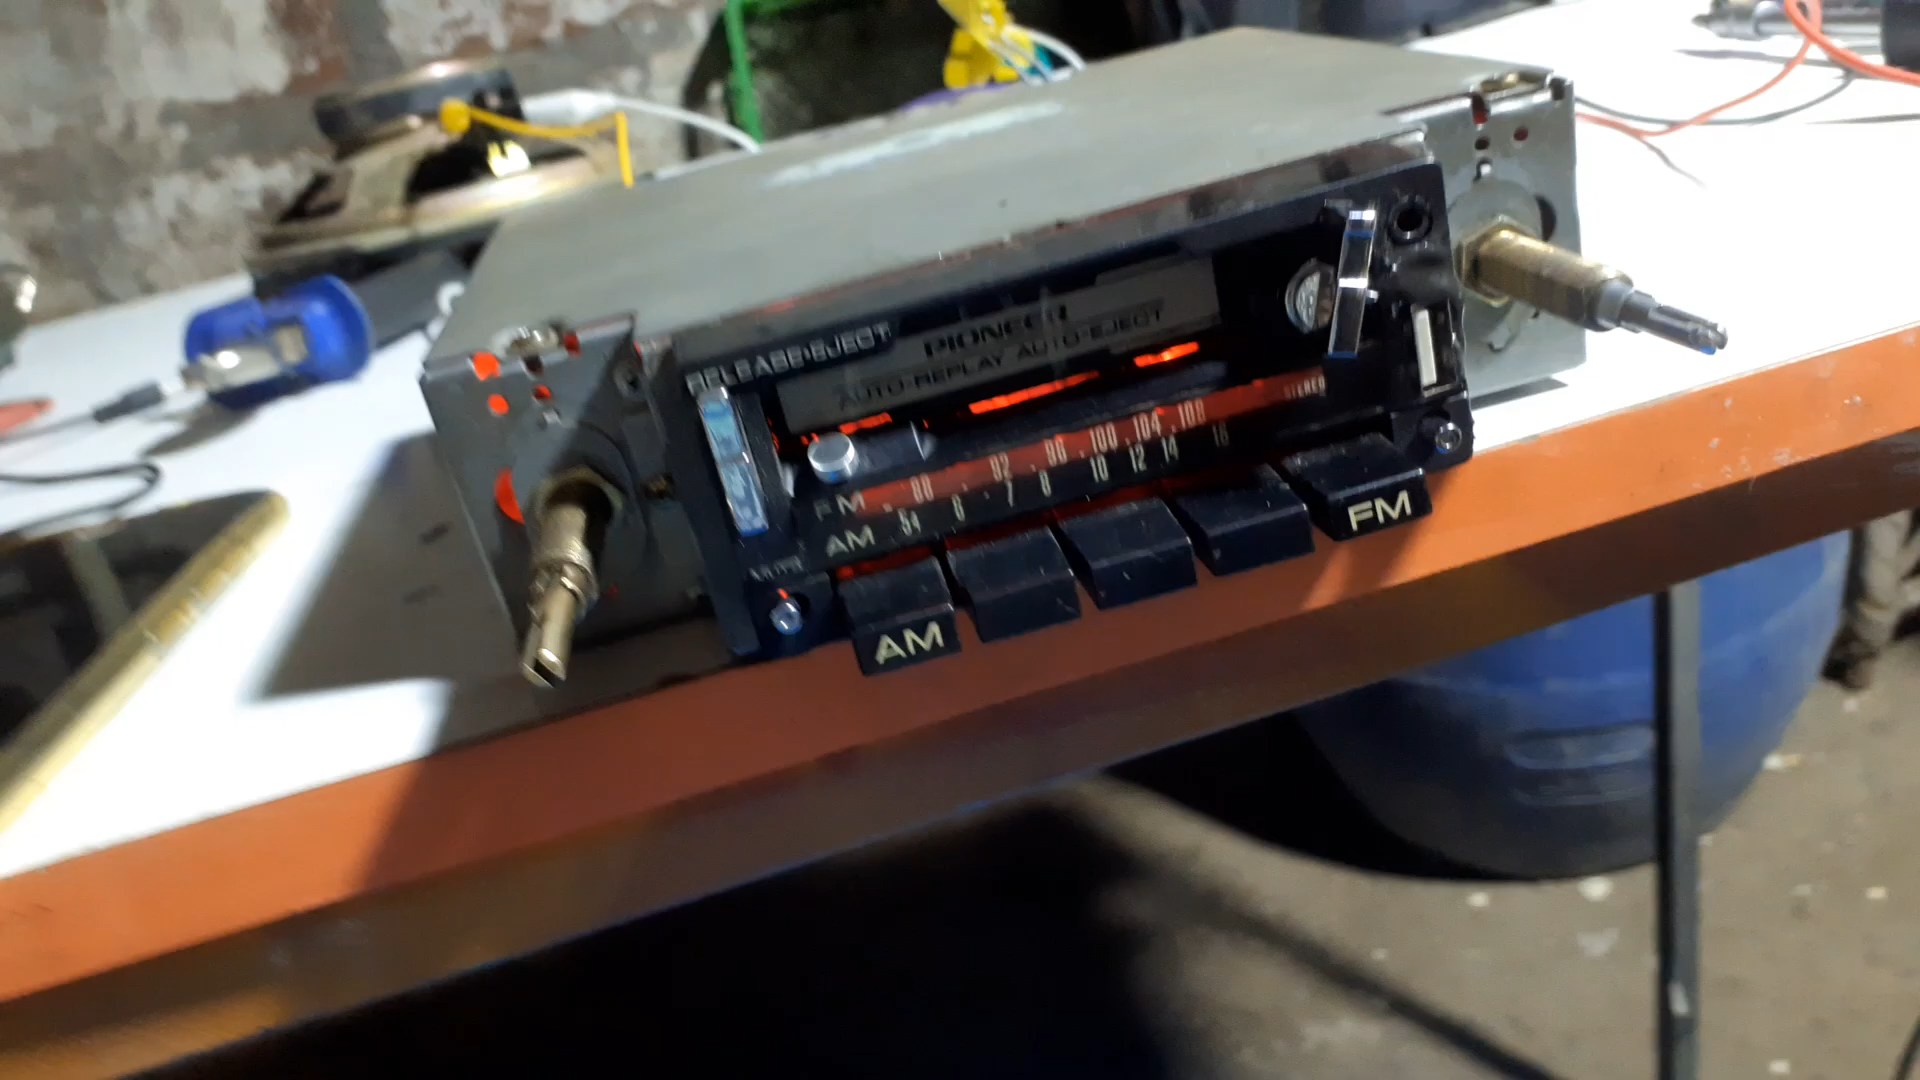 RELEASE•EJECT
PIONEER
AUTO-REPLAY AUTO-EJECT
STEREO
FM 88 92 96 100 104 108
AM 54 6 7 8 10 12 14 16
MUTE
AM
FM